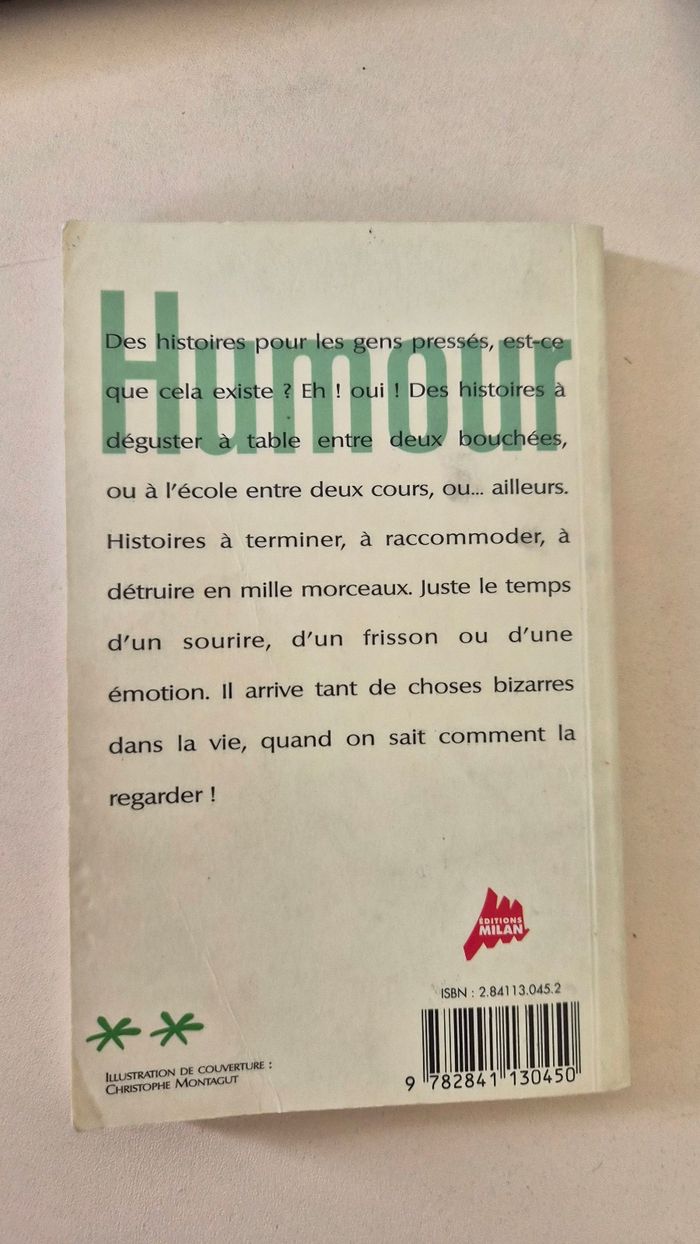 Humour
Des histoires pour les gens pressés, est-ce
que cela existe ? Eh ! oui ! Des histoires à
déguster à table entre deux bouchées,
ou à l'école entre deux cours, ou... ailleurs.
Histoires à terminer, à raccommoder, à
détruire en mille morceaux. Juste le temps
d'un sourire, d'un frisson ou d'une
émotion. Il arrive tant de choses bizarres
dans la vie, quand on sait comment la
regarder !
ÉDITIONS
MILAN
ISBN : 2.84113.045.2
9 782841 130450
ILLUSTRATION DE COUVERTURE :
CHRISTOPHE MONTAGUT